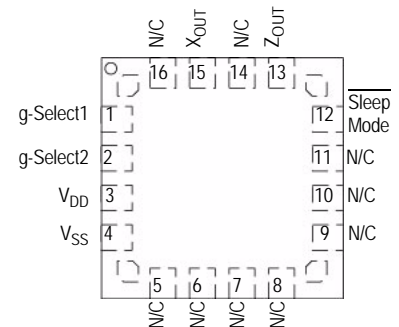 N/C XOUT N/C ZOUT
16 15 14 13
g-Select1 1 12 Sleep Mode
g-Select2 2 11 N/C
VDD 3 10 N/C
VSS 4 9 N/C
5 6 7 8
N/C N/C N/C N/C